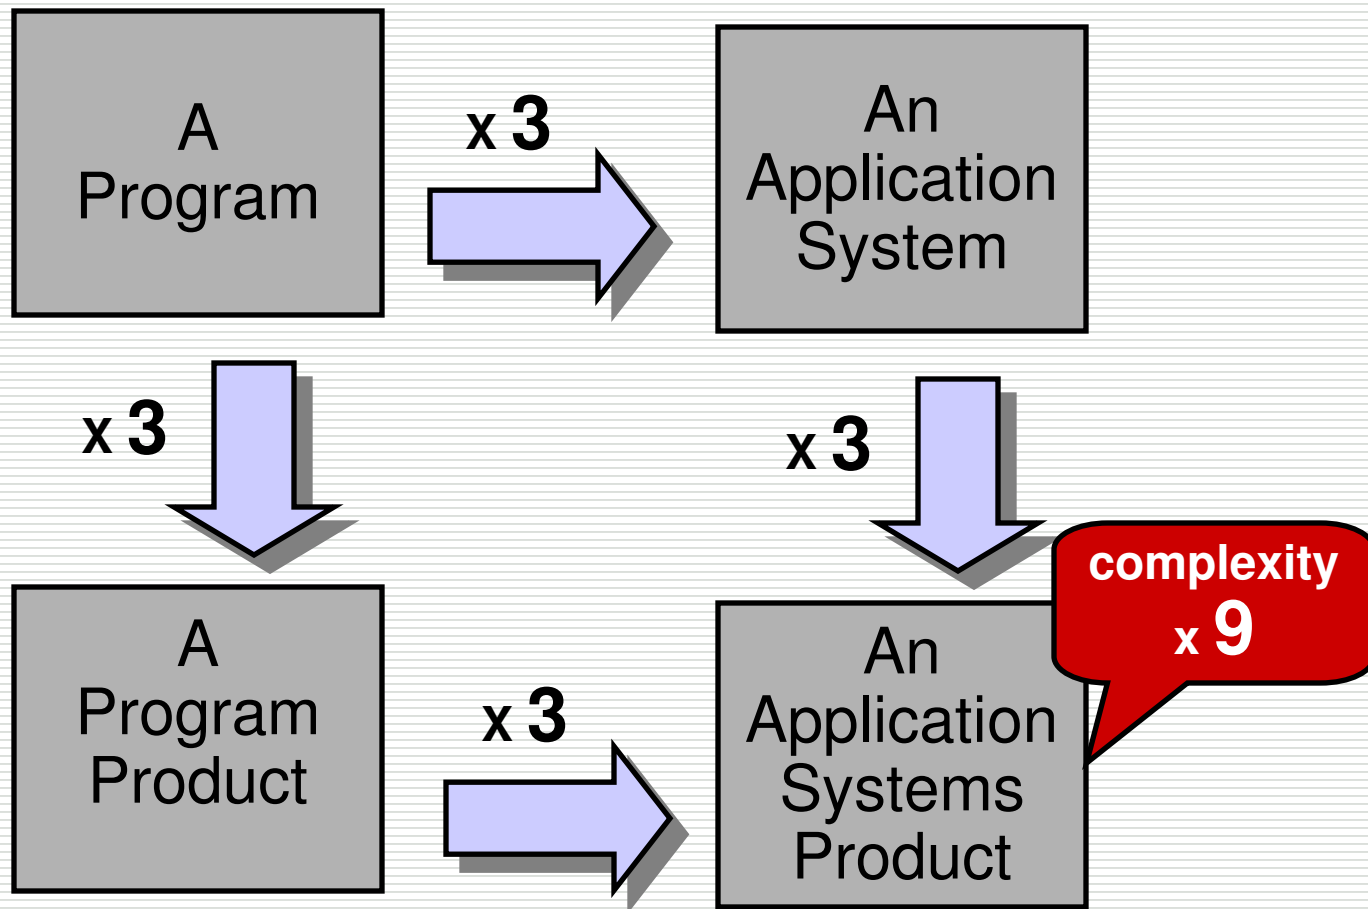 A
Program
x 3
An
Application
System
x 3
x 3
A
Program
Product
x 3
An
Application
Systems
Product
complexity
x 9